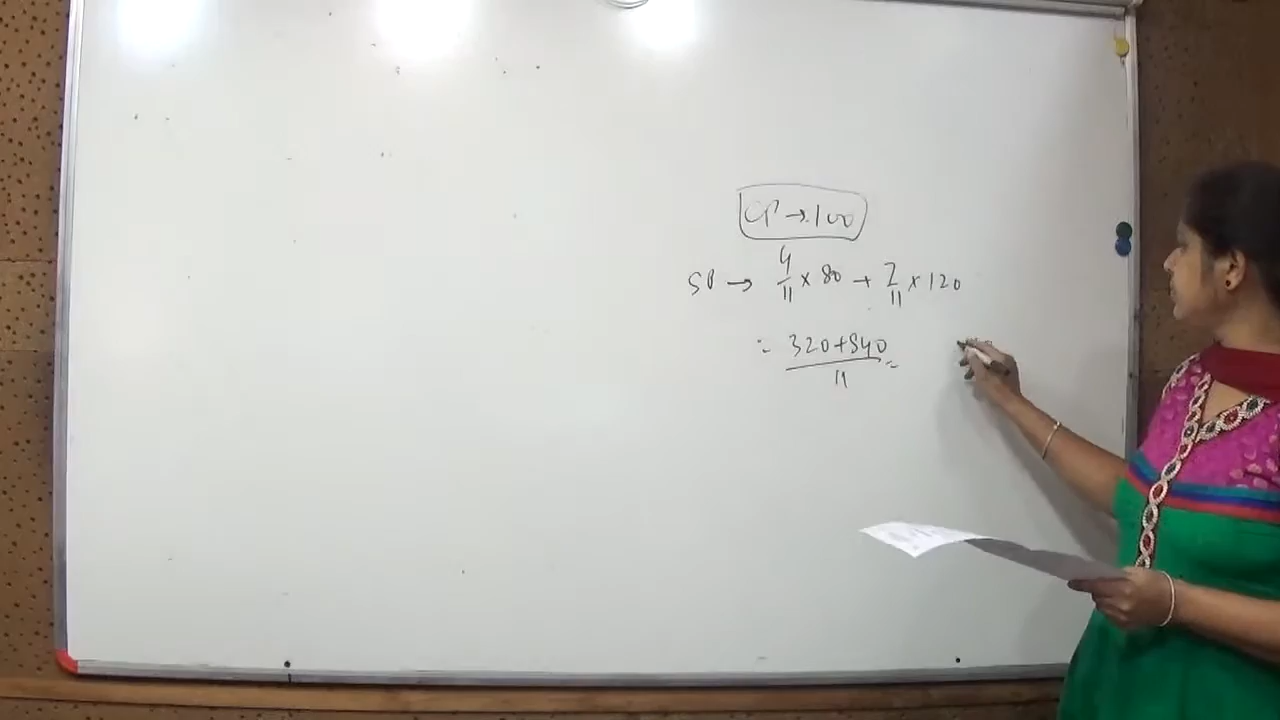 CP → 100
SP → 4/11 × 80 + 7/11 × 120
= 320+840/11 =